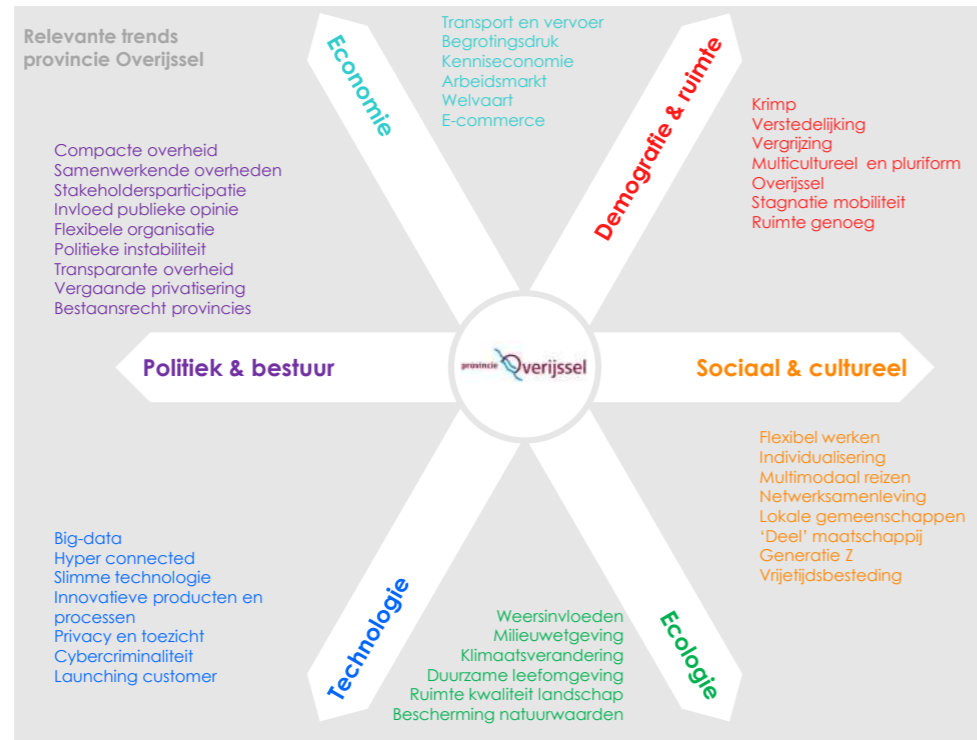 Relevante trends
provincie Overijssel
Economie
Transport en vervoer
Begrotingsdruk
Kenniseconomie
Arbeidsmarkt
Welvaart
E-commerce
Demografie & ruimte
Krimp
Verstedelijking
Vergrijzing
Multicultureel en pluriform
Overijssel
Stagnatie mobiliteit
Ruimte genoeg
Compacte overheid
Samenwerkende overheden
Stakeholdersparticipatie
Invloed publieke opinie
Flexibele organisatie
Politieke instabiliteit
Transparante overheid
Vergaande privatisering
Bestaansrecht provincies
Politiek & bestuur
provincie Overijssel
Sociaal & cultureel
Flexibel werken
Individualisering
Multimodaal reizen
Netwerksamenleving
Lokale gemeenschappen
‘Deel’ maatschappij
Generatie Z
Vrijetijdsbesteding
Big-data
Hyper connected
Slimme technologie
Innovatieve producten en
processen
Privacy en toezicht
Cybercriminaliteit
Launching customer
Technologie
Weersinvloeden
Milieuwetgeving
Klimaatsverandering
Duurzame leefomgeving
Ruimte kwaliteit landschap
Bescherming natuurwaarden
Ecologie